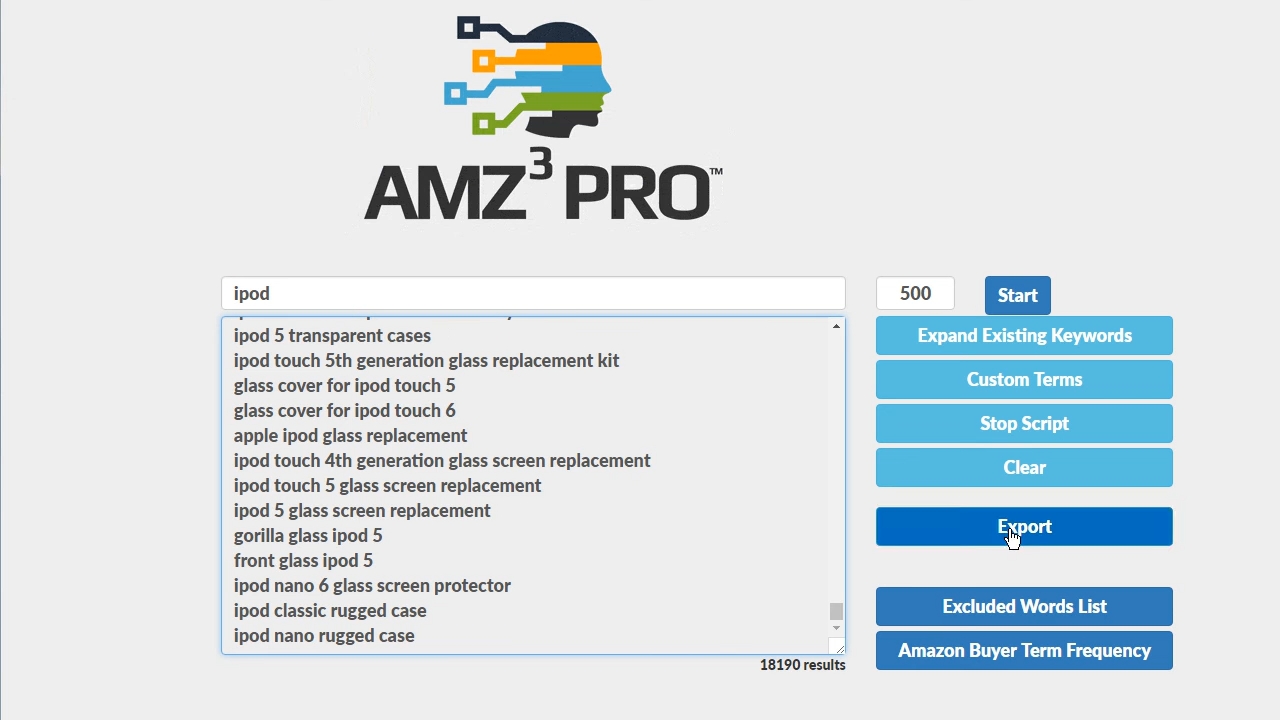 AMZ³ PRO™
ipod
500
Start
ipod 5 transparent cases
ipod touch 5th generation glass replacement kit
glass cover for ipod touch 5
glass cover for ipod touch 6
apple ipod glass replacement
ipod touch 4th generation glass screen replacement
ipod touch 5 glass screen replacement
ipod 5 glass screen replacement
gorilla glass ipod 5
front glass ipod 5
ipod nano 6 glass screen protector
ipod classic rugged case
ipod nano rugged case
18190 results
Expand Existing Keywords
Custom Terms
Stop Script
Clear
Export
Excluded Words List
Amazon Buyer Term Frequency